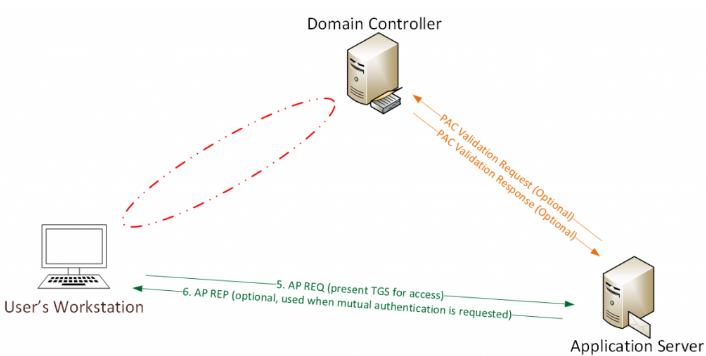 Domain Controller
PAC Validation Request (Optional)
PAC Validation Response (Optional)
5. AP REQ (present TGS for access)
6. AP REP (optional, used when mutual authentication is requested)
User's Workstation
Application Server